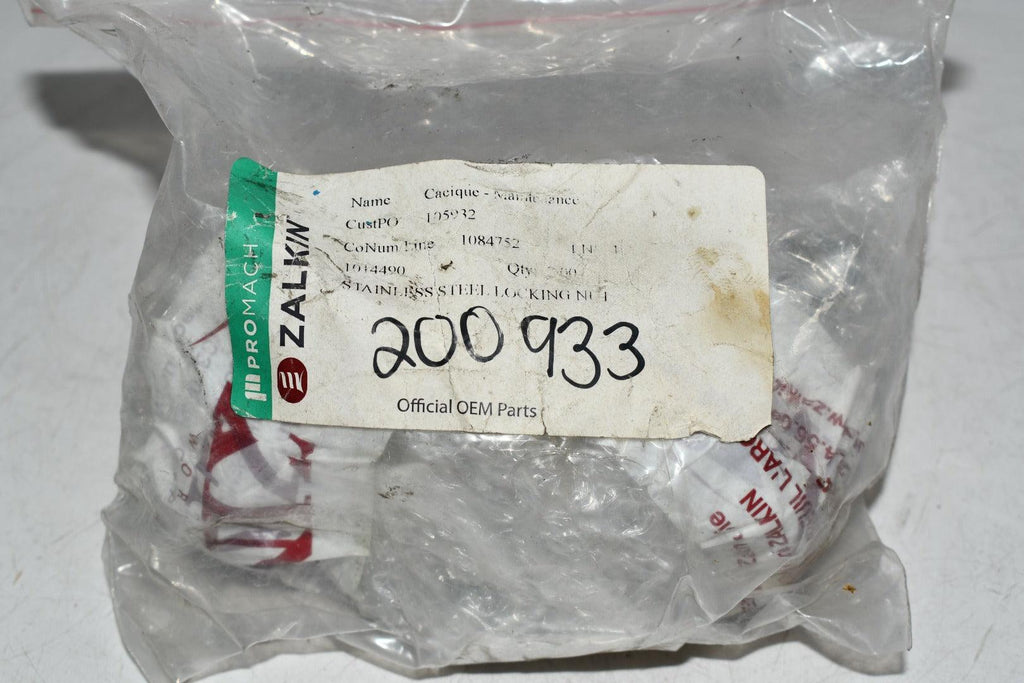 PROMACH
ZALKIN
Name Cacique - Maintenance
CustPO 105932
CoNum Line 1084752
1014490 Qty
STAINLESS STEEL LOCKING NUT
200 933
Official OEM Parts
ZALKIN